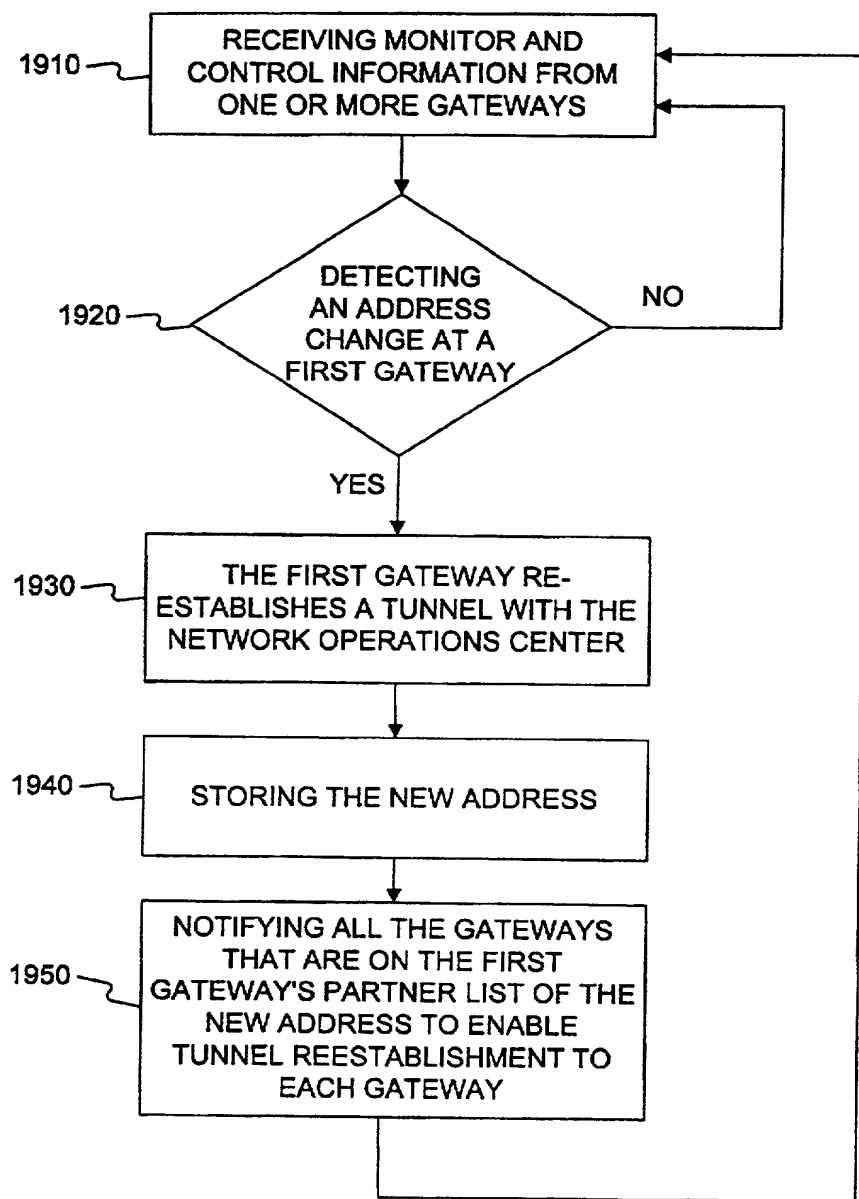 1910
RECEIVING MONITOR AND
CONTROL INFORMATION FROM
ONE OR MORE GATEWAYS
1920
DETECTING
AN ADDRESS
CHANGE AT A
FIRST GATEWAY
NO
YES
1930
THE FIRST GATEWAY RE-
ESTABLISHES A TUNNEL WITH THE
NETWORK OPERATIONS CENTER
1940
STORING THE NEW ADDRESS
1950
NOTIFYING ALL THE GATEWAYS
THAT ARE ON THE FIRST
GATEWAY'S PARTNER LIST OF THE
NEW ADDRESS TO ENABLE
TUNNEL REESTABLISHMENT TO
EACH GATEWAY